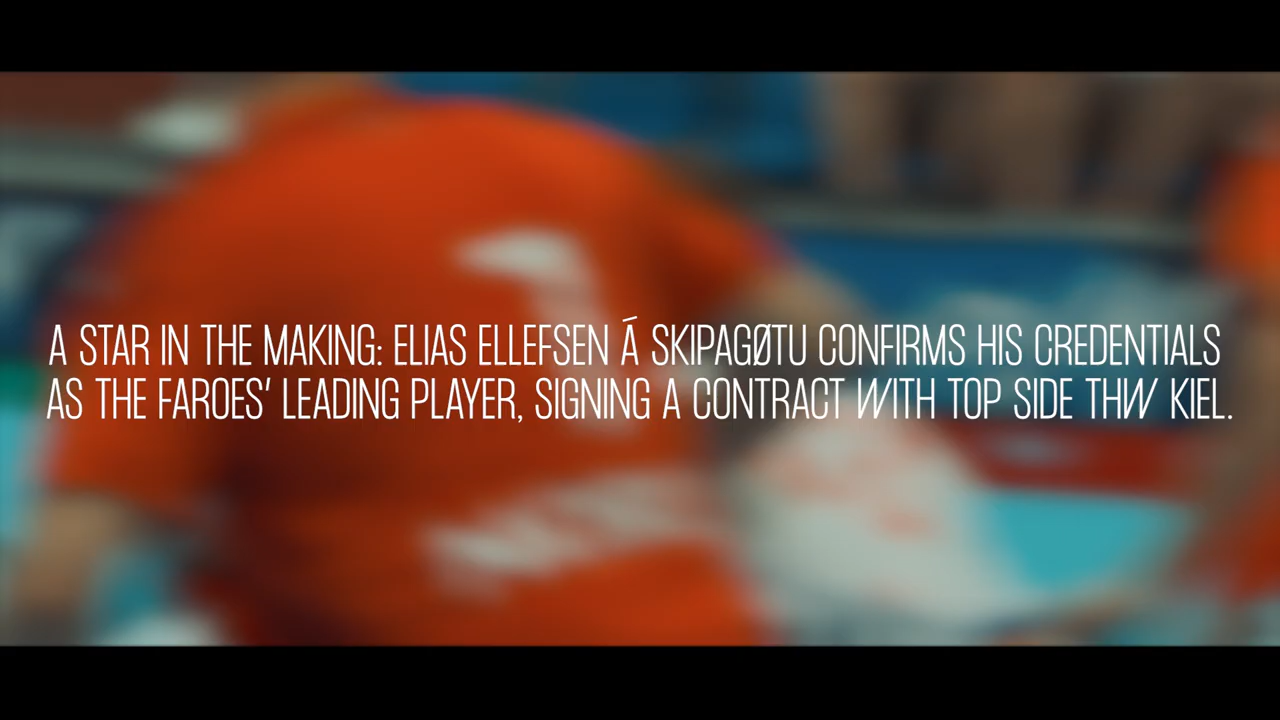 A STAR IN THE MAKING: ELIAS ELLEFSEN Á SKIPAGØTU CONFIRMS HIS CREDENTIALS
AS THE FAROES' LEADING PLAYER, SIGNING A CONTRACT WITH TOP SIDE THW KIEL.